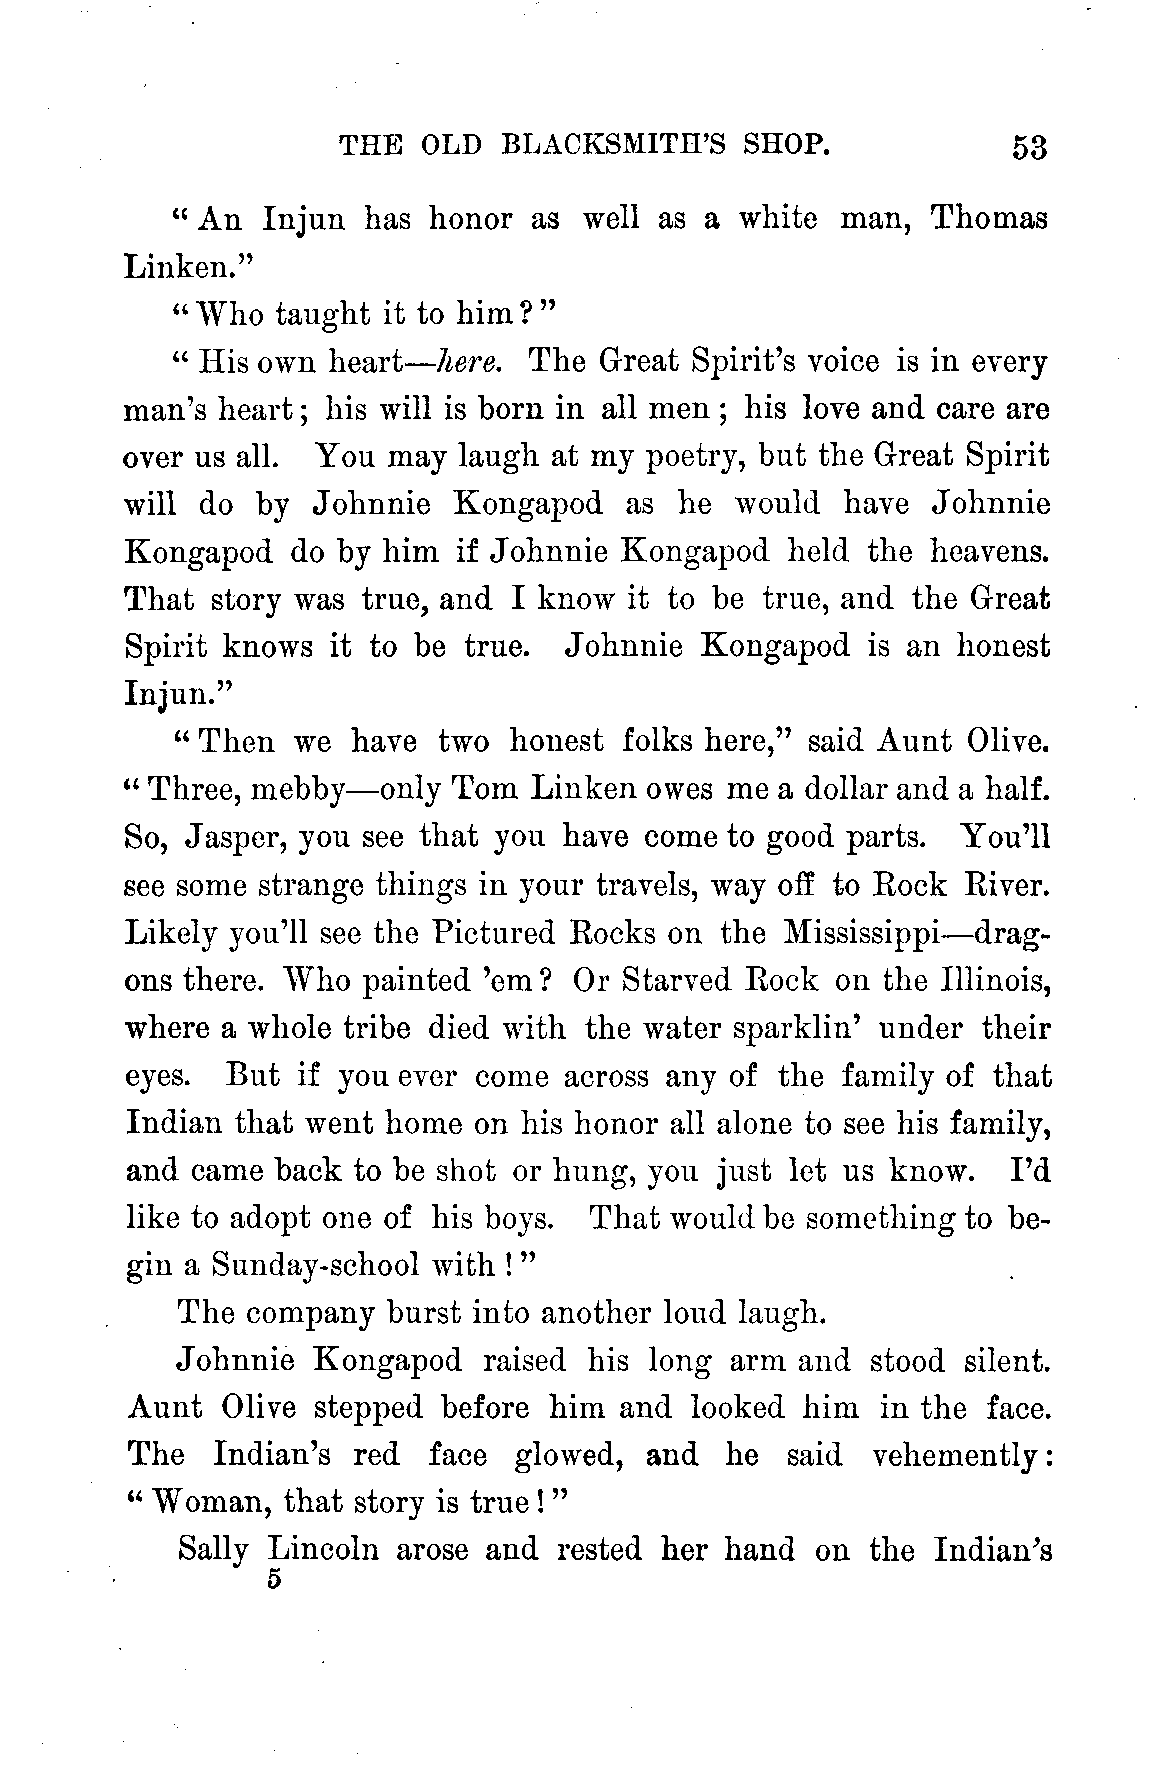 THE OLD BLACKSMITH'S SHOP. 53
“ An Injun has honor as well as a white man, Thomas
Linken.”
“ Who taught it to him ? ”
“ His own heart—here. The Great Spirit's voice is in every
man's heart ; his will is born in all men ; his love and care are
over us all. You may laugh at my poetry, but the Great Spirit
will do by Johnnie Kongapod as he would have Johnnie
Kongapod do by him if Johnnie Kongapod held the heavens.
That story was true, and I know it to be true, and the Great
Spirit knows it to be true. Johnnie Kongapod is an honest
Injun.”
“ Then we have two honest folks here,” said Aunt Olive.
“ Three, mebby—only Tom Linken owes me a dollar and a half.
So, Jasper, you see that you have come to good parts. You'll
see some strange things in your travels, way off to Rock River.
Likely you'll see the Pictured Rocks on the Mississippi—drag-
ons there. Who painted 'em ? Or Starved Rock on the Illinois,
where a whole tribe died with the water sparklin' under their
eyes. But if you ever come across any of the family of that
Indian that went home on his honor all alone to see his family,
and came back to be shot or hung, you just let us know. I'd
like to adopt one of his boys. That would be something to be-
gin a Sunday-school with ! ”
The company burst into another loud laugh.
Johnnie Kongapod raised his long arm and stood silent.
Aunt Olive stepped before him and looked him in the face.
The Indian's red face glowed, and he said vehemently :
“ Woman, that story is true ! ”
Sally Lincoln arose and rested her hand on the Indian's
5